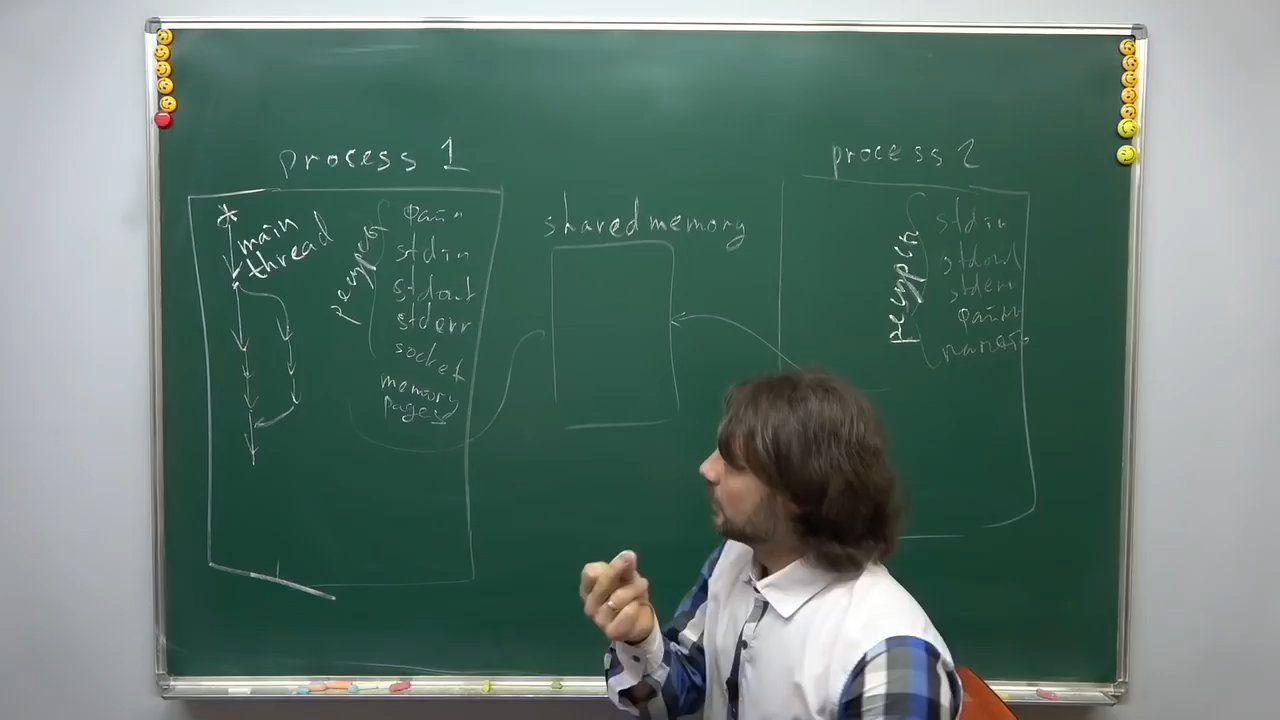 process 1
main
thread
ресурсы
файл
stdin
stdout
stderr
socket
memory
pages
shared memory
process 2
ресурсы
stdin
stdout
stderr
файлы
память